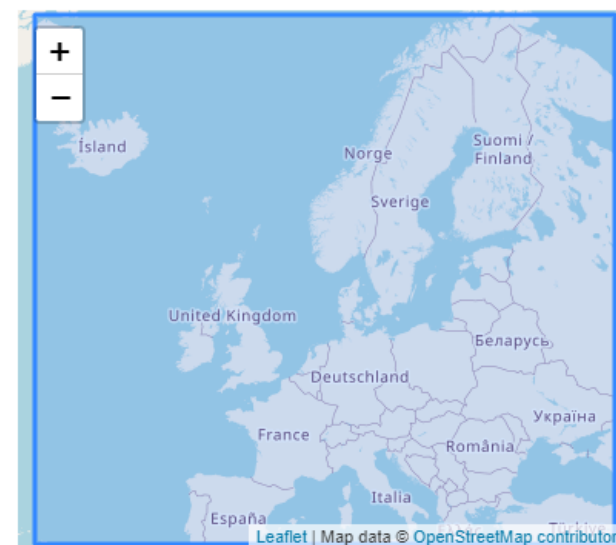 +
−
Ísland
Norge
Suomi /
Finland
Sverige
United Kingdom
Беларусь
Deutschland
Україна
France
România
Italia
España
Leaflet | Map data © OpenStreetMap contributor